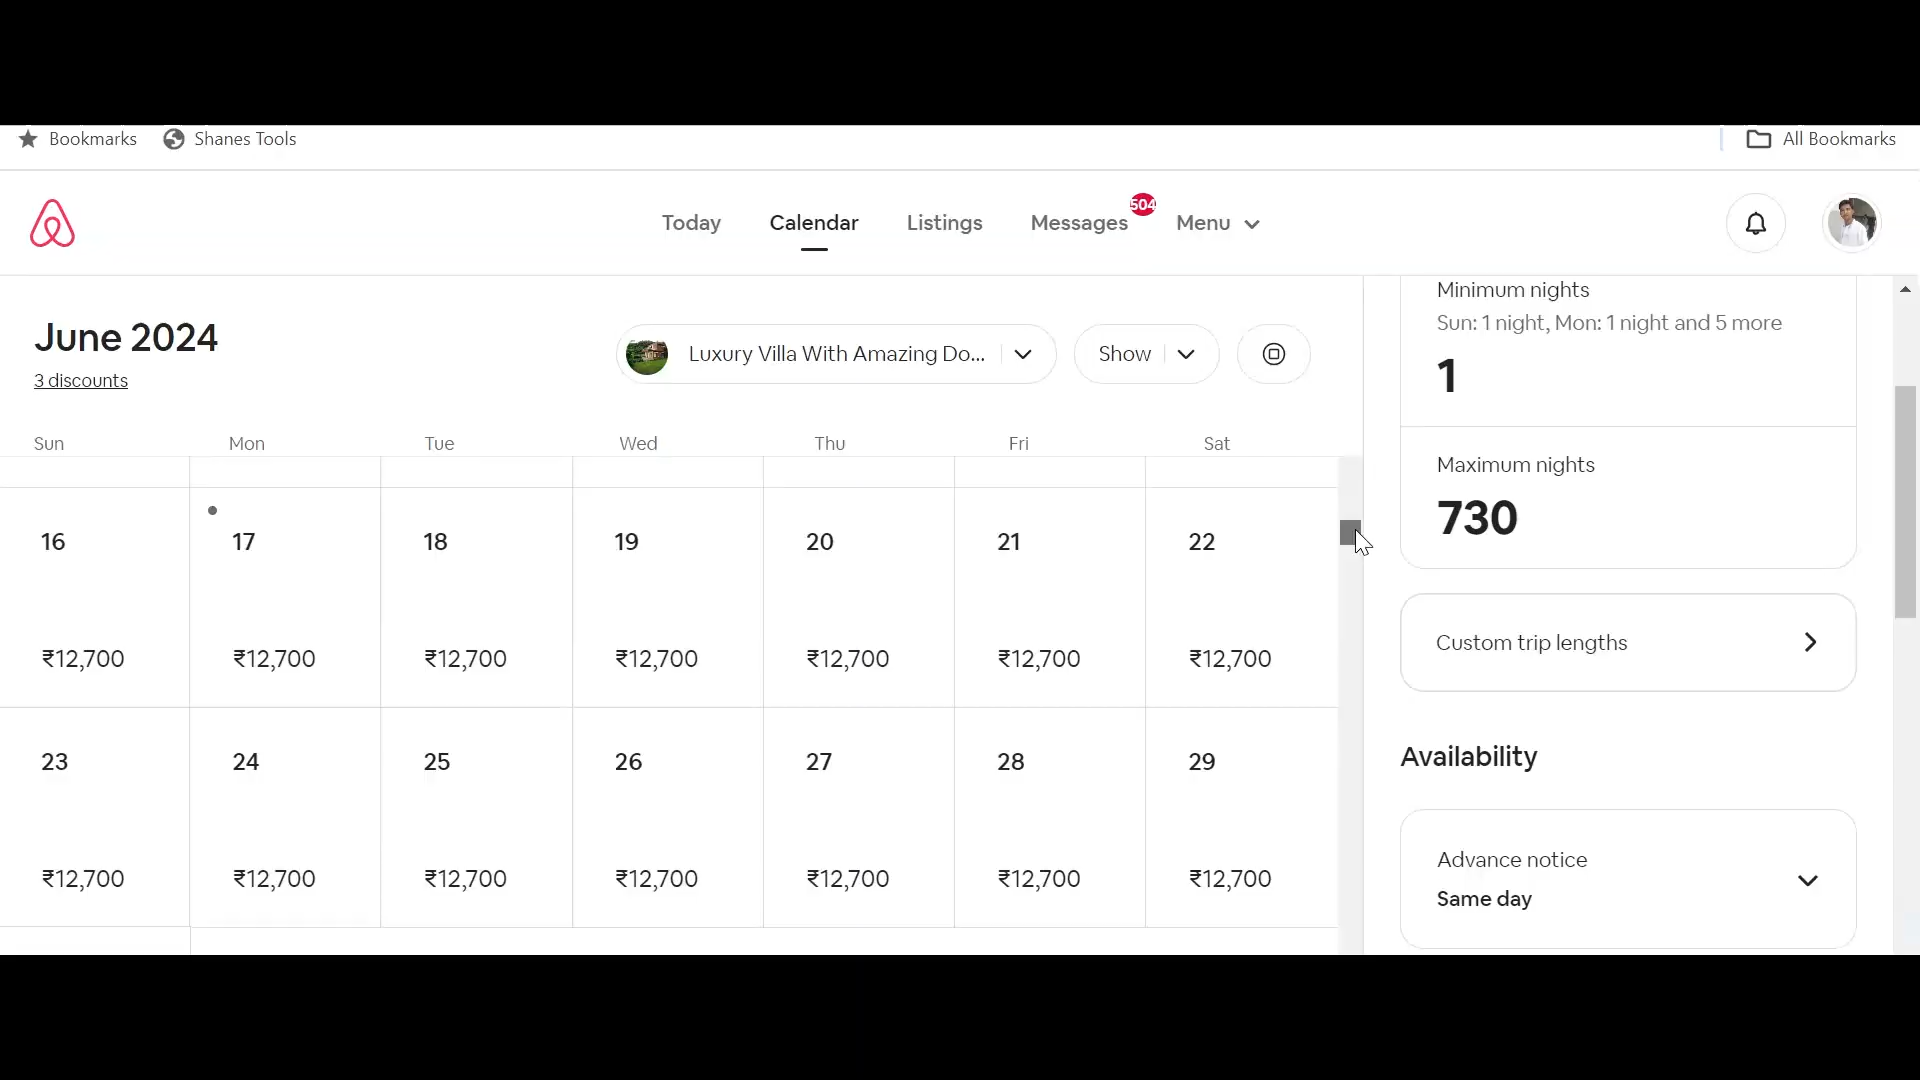 Bookmarks Shanes Tools All Bookmarks
Today Calendar Listings Messages 504 Menu
June 2024
3 discounts
Luxury Villa With Amazing Do... Show
Sun Mon Tue Wed Thu Fri Sat
16 17 18 19 20 21 22
₹12,700 ₹12,700 ₹12,700 ₹12,700 ₹12,700 ₹12,700 ₹12,700
23 24 25 26 27 28 29
₹12,700 ₹12,700 ₹12,700 ₹12,700 ₹12,700 ₹12,700 ₹12,700
Minimum nights
Sun: 1 night, Mon: 1 night and 5 more
1
Maximum nights
730
Custom trip lengths
Availability
Advance notice
Same day